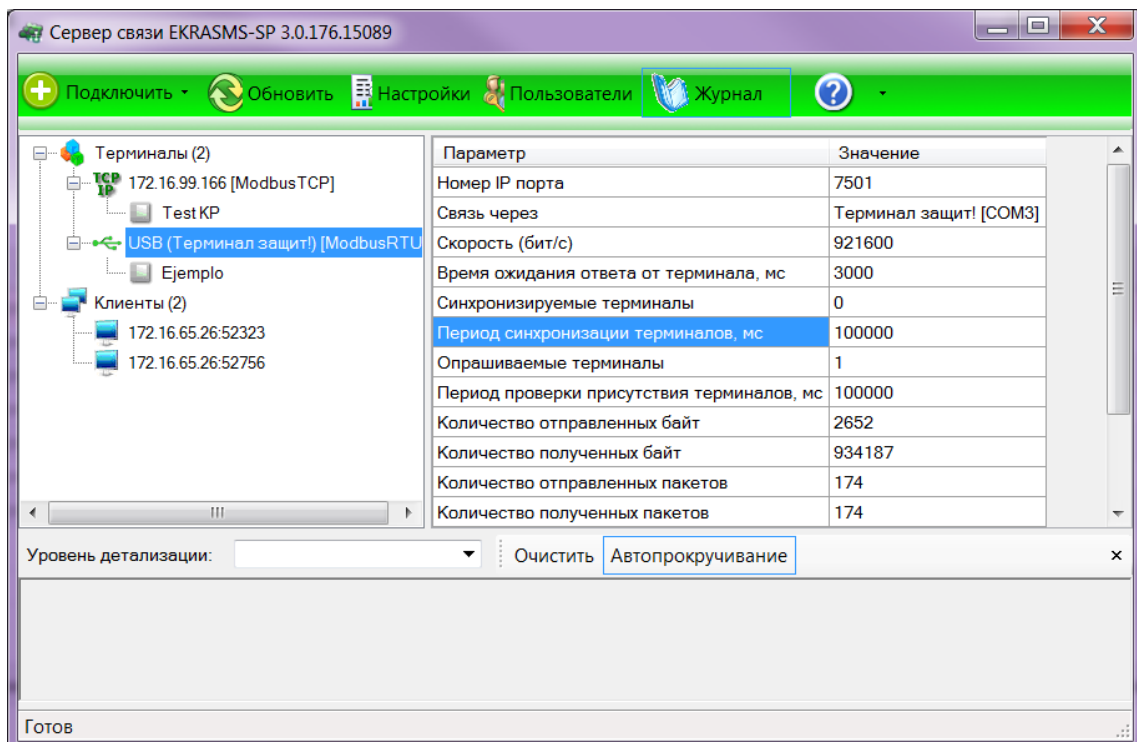 Сервер связи EKRASMS-SP 3.0.176.15089
Подключить Обновить Настройки Пользователи Журнал
Терминалы (2)
TCP IP 172.16.99.166 [ModbusTCP]
Test KP
USB (Терминал защит!) [ModbusRTU
Ejemplo
Клиенты (2)
172.16.65.26:52323
172.16.65.26:52756
Параметр Значение
Номер IP порта 7501
Связь через Терминал защит! [COM3]
Скорость (бит/с) 921600
Время ожидания ответа от терминала, мс 3000
Синхронизируемые терминалы 0
Период синхронизации терминалов, мс 100000
Опрашиваемые терминалы 1
Период проверки присутствия терминалов, мс 100000
Количество отправленных байт 2652
Количество полученных байт 934187
Количество отправленных пакетов 174
Количество полученных пакетов 174
Уровень детализации: Очистить Автопрокручивание
Готов